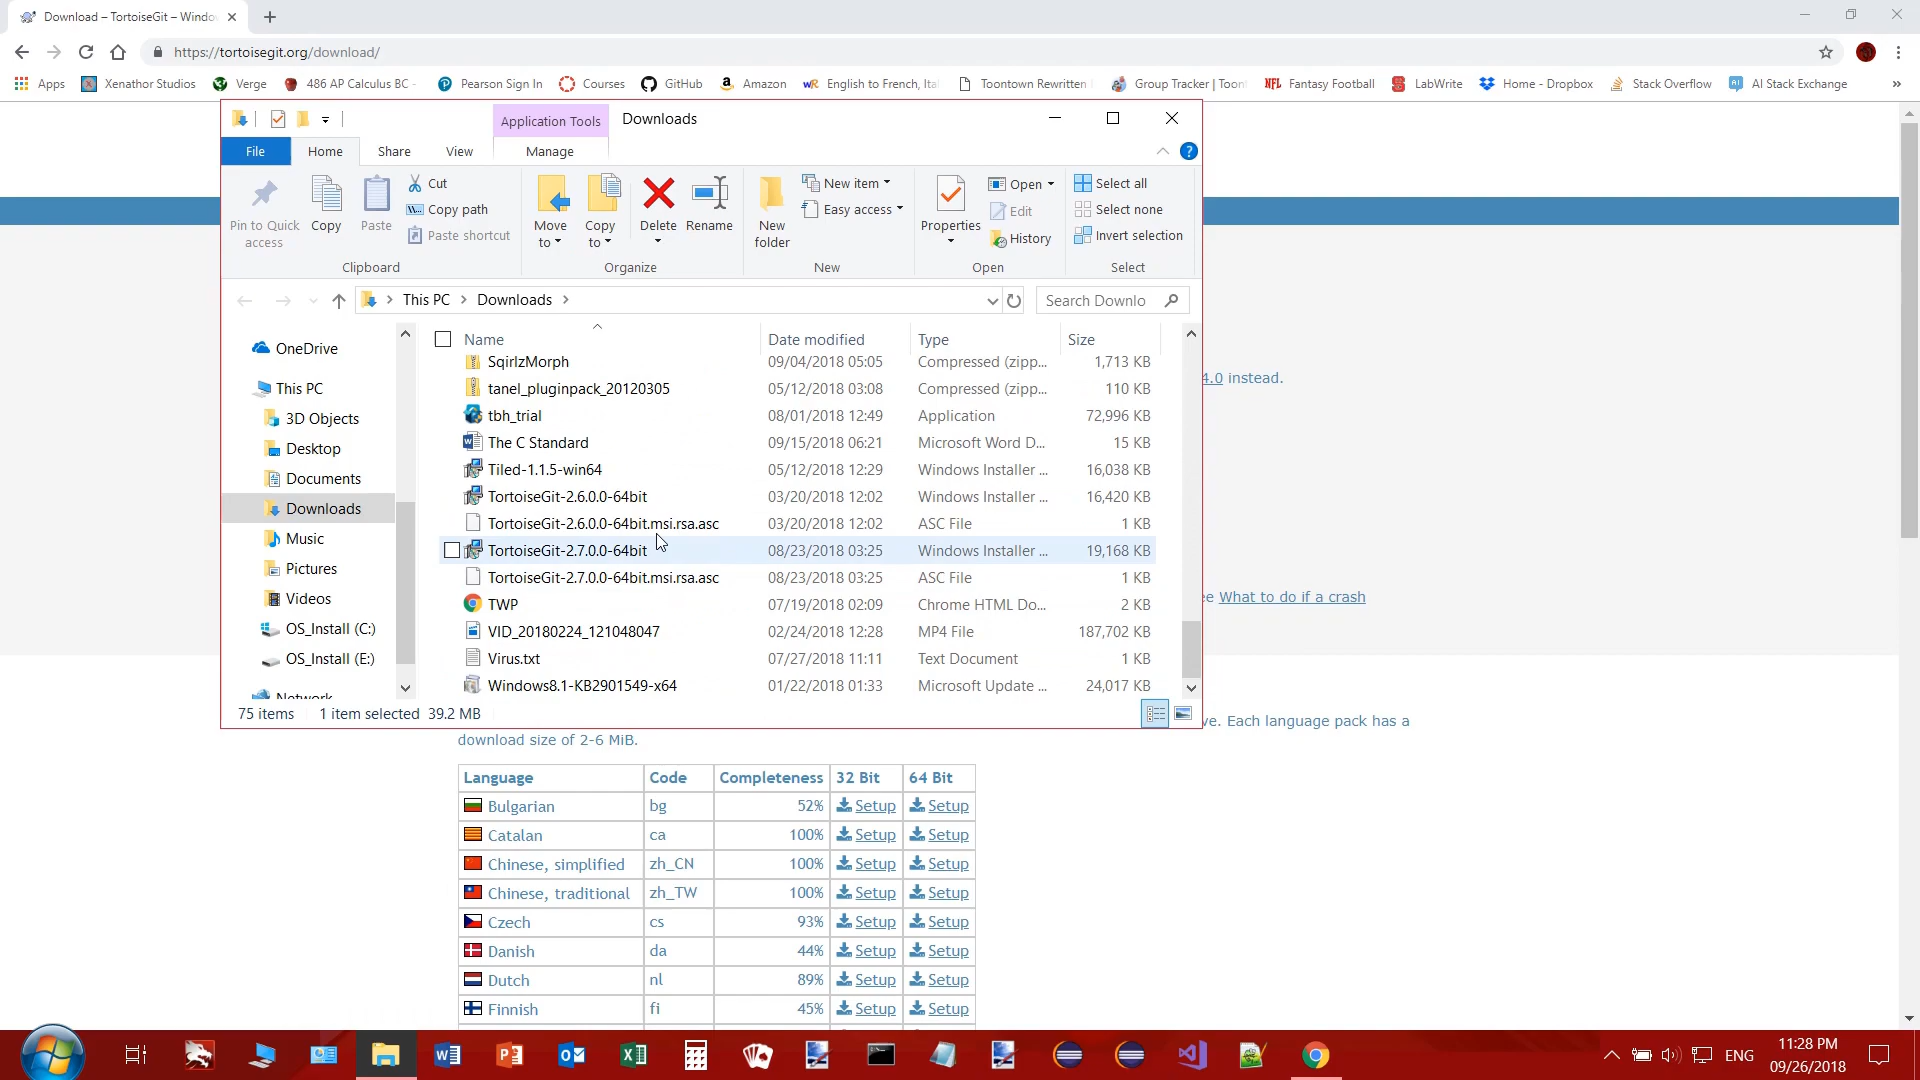 Download – TortoiseGit – Windo
https://tortoisegit.org/download/
Apps
Xenathor Studios
Verge
486 AP Calculus BC -
Pearson Sign In
Courses
GitHub
Amazon
English to French, Ita
Toontown Rewritten
Group Tracker | Toon
Fantasy Football
LabWrite
Home - Dropbox
Stack Overflow
AI Stack Exchange
»
Application Tools
Downloads
File
Home
Share
View
Manage
Pin to Quick access
Copy
Paste
Cut
Copy path
Paste shortcut
Clipboard
Move to
Copy to
Delete
Rename
Organize
New folder
New item
Easy access
New
Properties
Open
Edit
History
Open
Select all
Select none
Invert selection
Select
This PC > Downloads >
Search Downlo
OneDrive
This PC
3D Objects
Desktop
Documents
Downloads
Music
Pictures
Videos
OS_Install (C:)
OS_Install (E:)
Network
Name Date modified Type Size
SqirlzMorph 09/04/2018 05:05 Compressed (zipp... 1,713 KB
tanel_pluginpack_20120305 05/12/2018 03:08 Compressed (zipp... 110 KB
tbh_trial 08/01/2018 12:49 Application 72,996 KB
The C Standard 09/15/2018 06:21 Microsoft Word D... 15 KB
Tiled-1.1.5-win64 05/12/2018 12:29 Windows Installer ... 16,038 KB
TortoiseGit-2.6.0.0-64bit 03/20/2018 12:02 Windows Installer ... 16,420 KB
TortoiseGit-2.6.0.0-64bit.msi.rsa.asc 03/20/2018 12:02 ASC File 1 KB
TortoiseGit-2.7.0.0-64bit 08/23/2018 03:25 Windows Installer ... 19,168 KB
TortoiseGit-2.7.0.0-64bit.msi.rsa.asc 08/23/2018 03:25 ASC File 1 KB
TWP 07/19/2018 02:09 Chrome HTML Do... 2 KB
VID_20180224_121048047 02/24/2018 12:28 MP4 File 187,702 KB
Virus.txt 07/27/2018 11:11 Text Document 1 KB
Windows8.1-KB2901549-x64 01/22/2018 01:33 Microsoft Update ... 24,017 KB
75 items 1 item selected 39.2 MB
4.0 instead.
e What to do if a crash
ve. Each language pack has a
download size of 2-6 MiB.
Language Code Completeness 32 Bit 64 Bit
Bulgarian bg 52% Setup Setup
Catalan ca 100% Setup Setup
Chinese, simplified zh_CN 100% Setup Setup
Chinese, traditional zh_TW 100% Setup Setup
Czech cs 93% Setup Setup
Danish da 44% Setup Setup
Dutch nl 89% Setup Setup
Finnish fi 45% Setup Setup
ENG
11:28 PM
09/26/2018